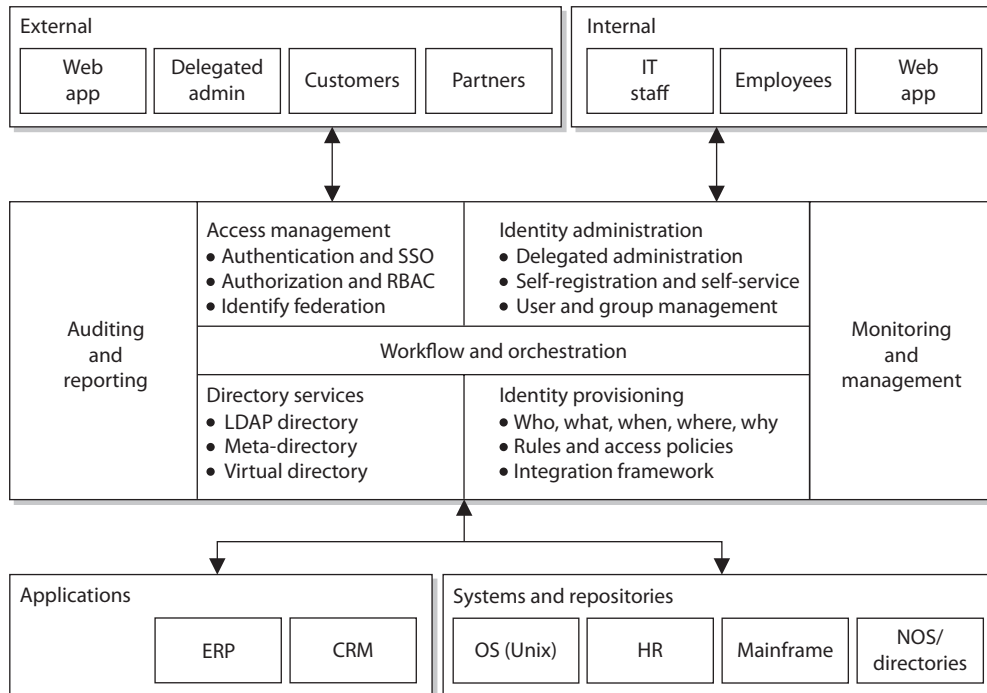 External
Web
app
Delegated
admin
Customers
Partners
Internal
IT
staff
Employees
Web
app
Auditing
and
reporting
Access management
• Authentication and SSO
• Authorization and RBAC
• Identify federation
Identity administration
• Delegated administration
• Self-registration and self-service
• User and group management
Workflow and orchestration
Directory services
• LDAP directory
• Meta-directory
• Virtual directory
Identity provisioning
• Who, what, when, where, why
• Rules and access policies
• Integration framework
Monitoring
and
management
Applications
ERP
CRM
Systems and repositories
OS (Unix)
HR
Mainframe
NOS/
directories